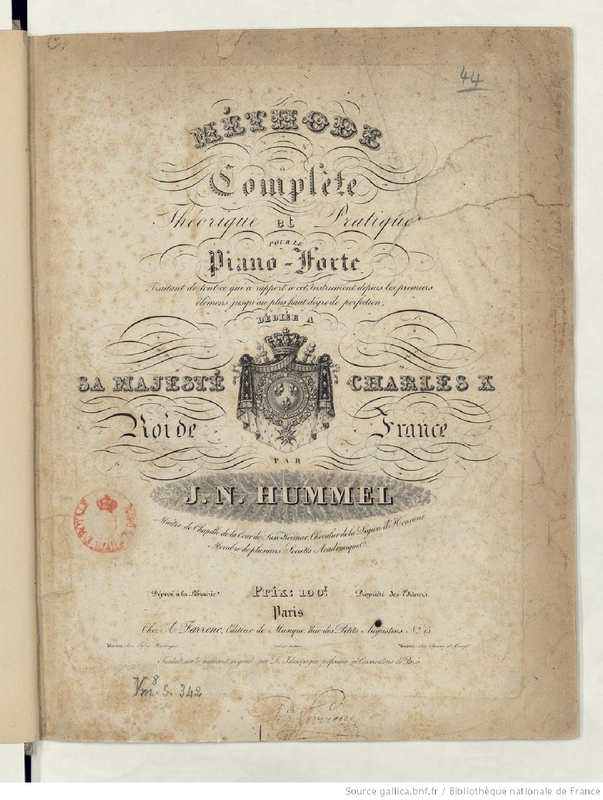 44
MÉTHODE
Complète
Théorique et Pratique
POUR LE
Piano-Forte
Traitant de tout ce qui a rapport à cet Instrument depuis les premiers
élémens jusqu'au plus haut dégré de perfection,
DÉDIÉE A
SA MAJESTÉ CHARLES X
Roi de France
PAR
J. N. HUMMEL
Maître de Chapelle de la Cour de Saxe-Weimar, Chevalier de la Légion d'Honneur
Membre de plusieurs Sociétés Académiques
Déposé à la Librairie. Prix: 100f Propriété des Editeurs.
Paris
Chez A. Farrenc, Editeur de Musique, Rue des Petits Augustins, No. 13.
Vm8 S. 342
Source gallica.bnf.fr / Bibliothèque nationale de France